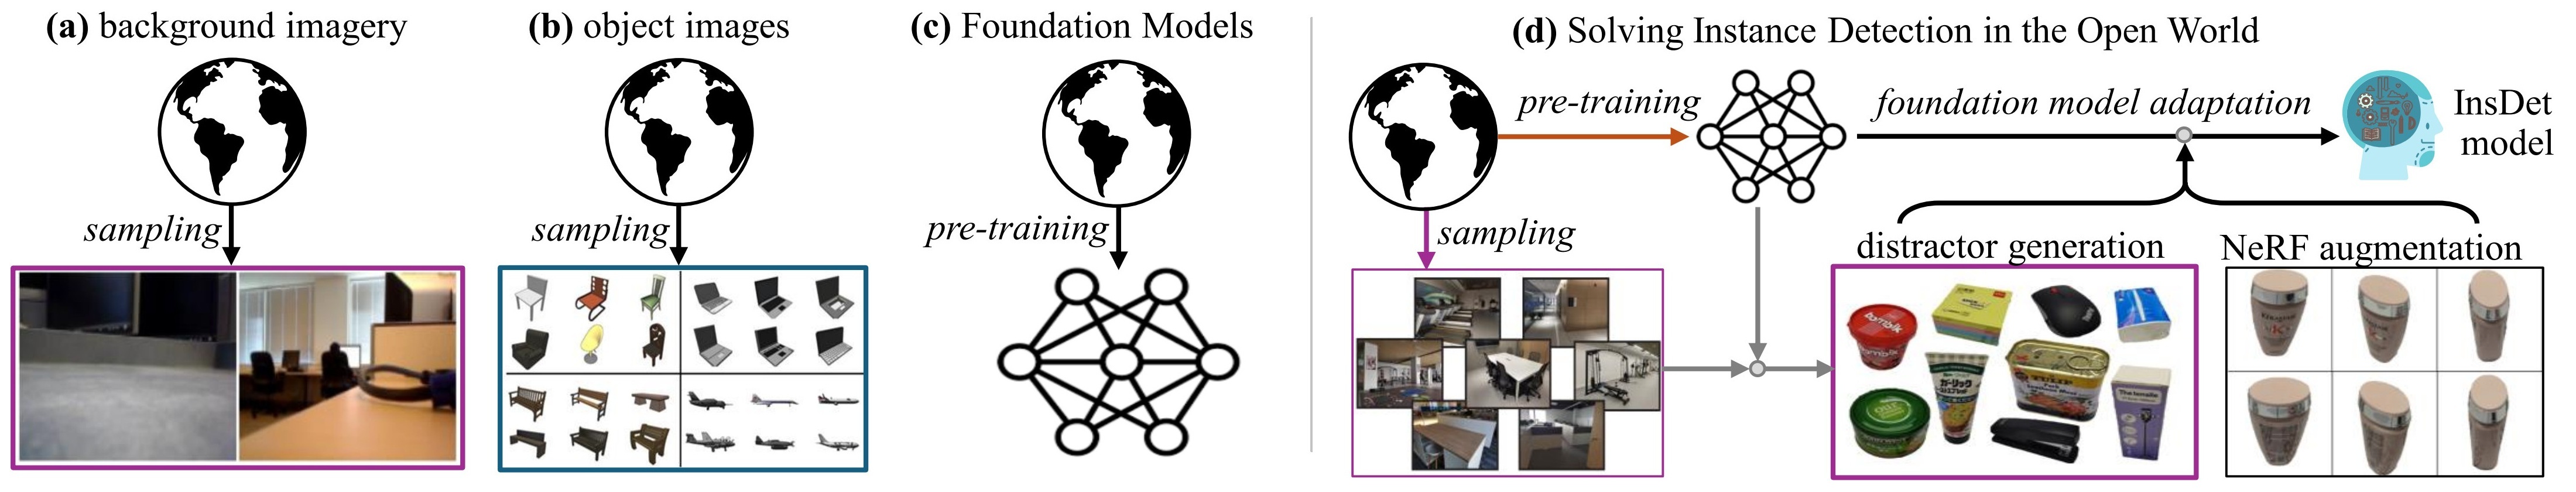 (a) background imagery
sampling
(b) object images
sampling
(c) Foundation Models
pre-training
(d) Solving Instance Detection in the Open World
pre-training
foundation model adaptation
InsDet
model
sampling
distractor generation
NeRF augmentation